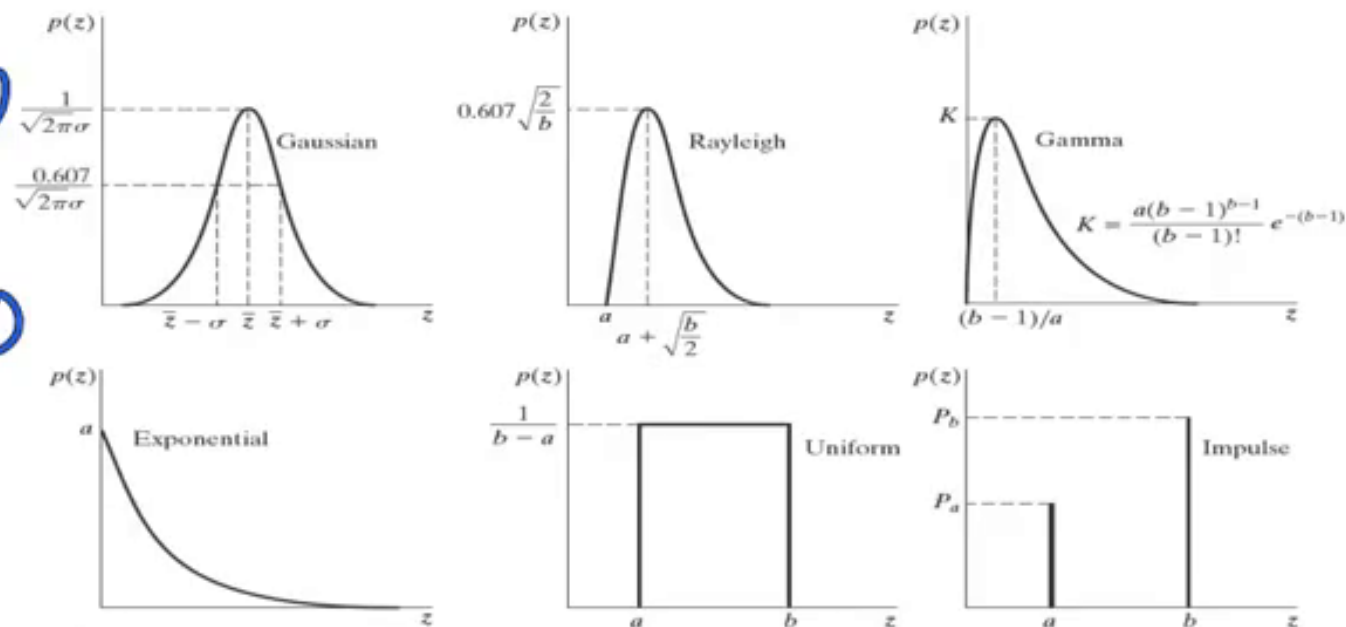 p(z)
1/√2πσ
0.607/√2πσ
Gaussian
z̄ − σ z̄ z̄ + σ z
p(z)
0.607√2/b
Rayleigh
a
a + √b/2
z
p(z)
K
Gamma
K = a(b − 1)^{b−1}/(b − 1)! e^{−(b−1)}
(b − 1)/a z
p(z)
a
Exponential
z
p(z)
1/b − a
Uniform
a b z
p(z)
P_b
Impulse
P_a
a b z